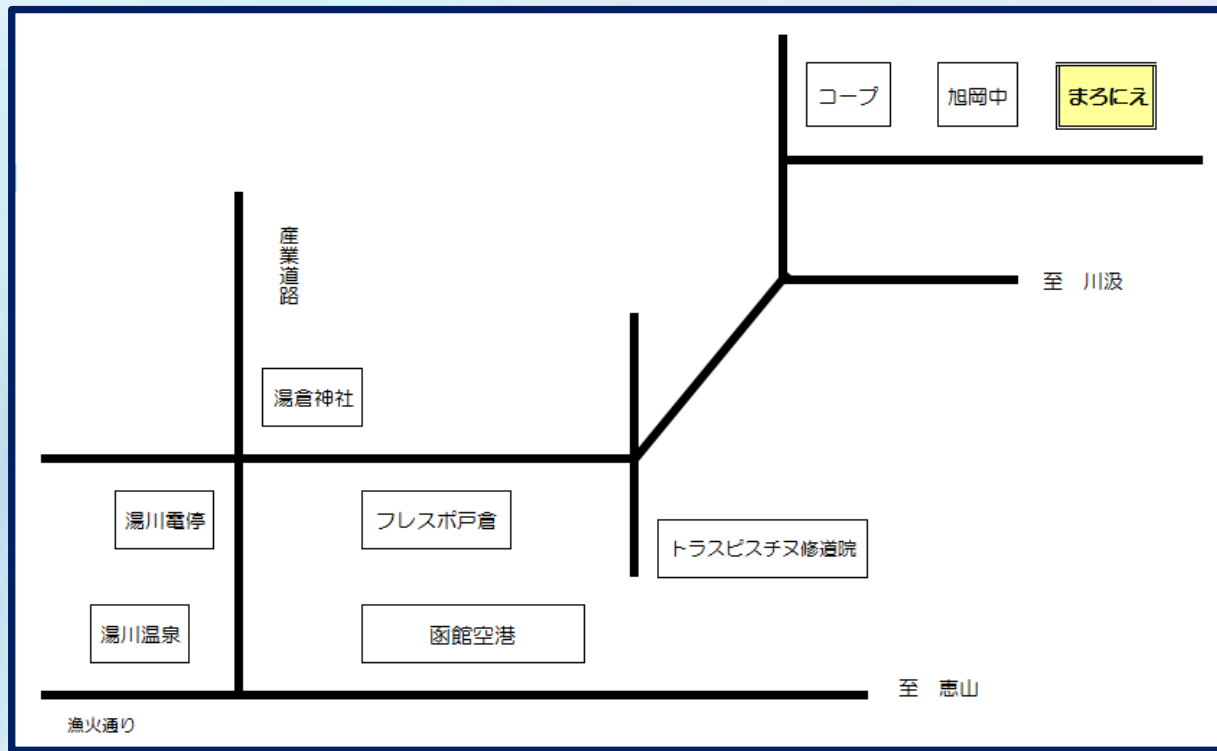 コープ
旭岡中
まろにえ
産業道路
至　川汲
湯倉神社
湯川電停
フレスポ戸倉
トラスピスチヌ修道院
湯川温泉
函館空港
至　恵山
漁火通り